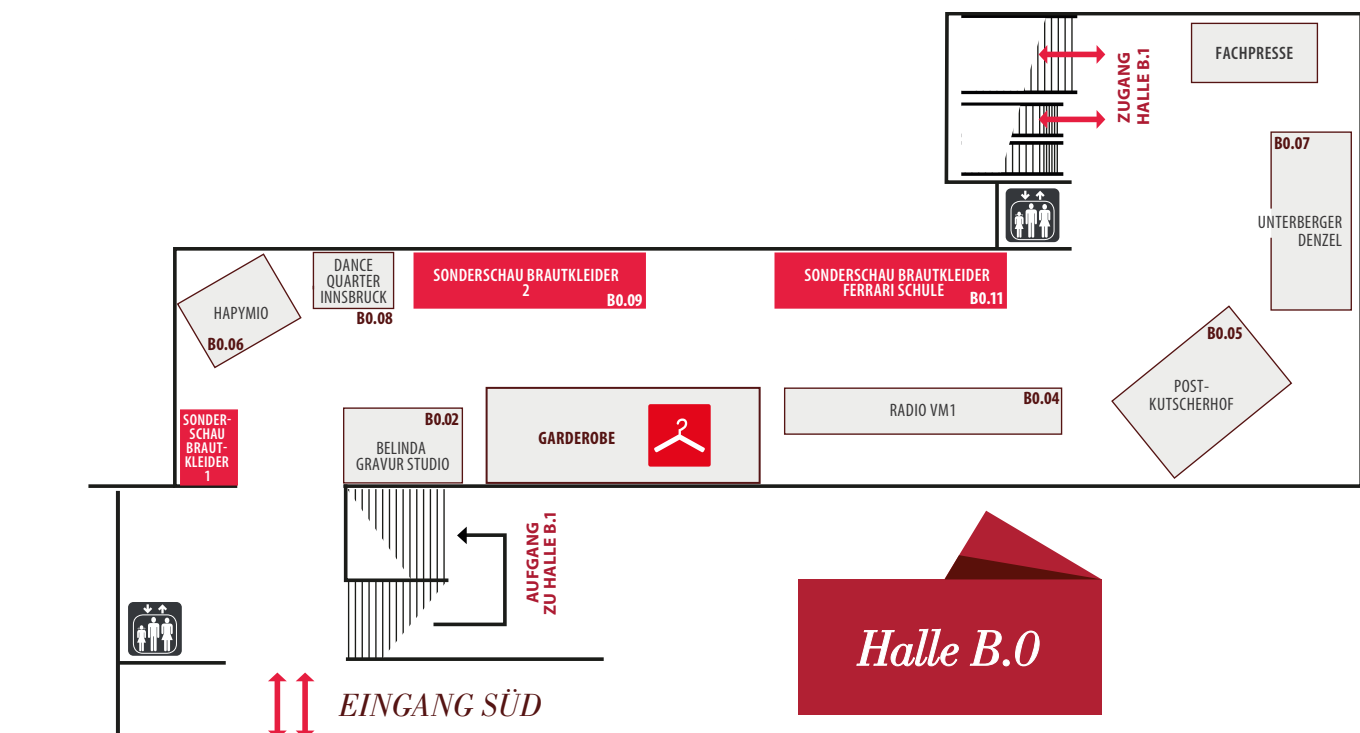 ZUGANG
HALLE B.1
FACHPRESSE
B0.07
UNTERBERGER
DENZEL
HAPYMIO
B0.06
DANCE
QUARTER
INNSBRUCK
B0.08
SONDERSCHAU BRAUTKLEIDER
2
B0.09
SONDERSCHAU BRAUTKLEIDER
FERRARI SCHULE
B0.11
B0.05
POST-
KUTSCHERHOF
SONDER-
SCHAU
BRAUT-
KLEIDER
1
B0.02
BELINDA
GRAVUR STUDIO
GARDEROBE
RADIO VM1
B0.04
AUFGANG
ZU HALLE B.1
Halle B.0
EINGANG SÜD